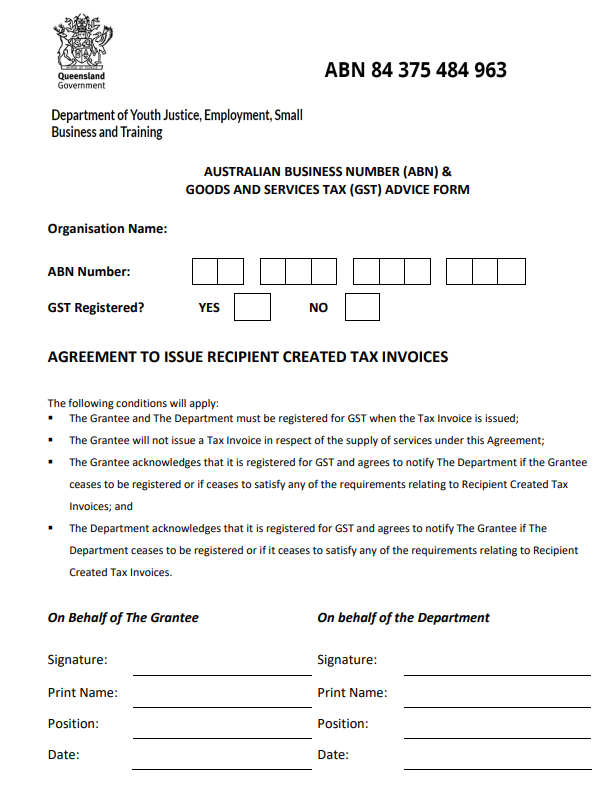 Queensland
Government
ABN 84 375 484 963
Department of Youth Justice, Employment, Small
Business and Training
AUSTRALIAN BUSINESS NUMBER (ABN) &
GOODS AND SERVICES TAX (GST) ADVICE FORM
Organisation Name:
ABN Number:
GST Registered? YES NO
AGREEMENT TO ISSUE RECIPIENT CREATED TAX INVOICES
The following conditions will apply:
▪ The Grantee and The Department must be registered for GST when the Tax Invoice is issued;
▪ The Grantee will not issue a Tax Invoice in respect of the supply of services under this Agreement;
▪ The Grantee acknowledges that it is registered for GST and agrees to notify The Department if the Grantee
ceases to be registered or if ceases to satisfy any of the requirements relating to Recipient Created Tax
Invoices; and
▪ The Department acknowledges that it is registered for GST and agrees to notify The Grantee if The
Department ceases to be registered or if it ceases to satisfy any of the requirements relating to Recipient
Created Tax Invoices.
On Behalf of The Grantee On behalf of the Department
Signature: Signature:
Print Name: Print Name:
Position: Position:
Date: Date: